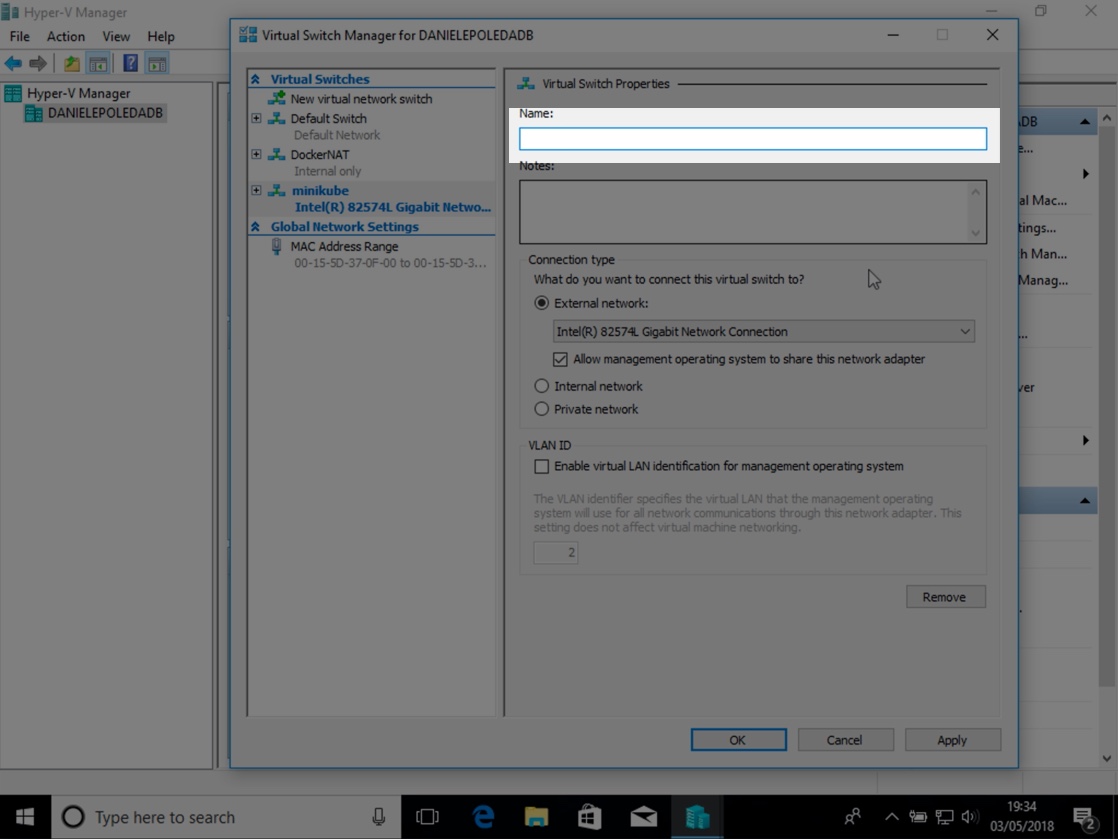 Hyper-V Manager
File Action View Help
Hyper-V Manager
DANIELEPOLEDADB
Virtual Switch Manager for DANIELEPOLEDADB
Virtual Switches
New virtual network switch
Default Switch
Default Network
DockerNAT
Internal only
minikube
Intel(R) 82574L Gigabit Netwo...
Global Network Settings
MAC Address Range
00-15-5D-37-0F-00 to 00-15-5D-3...
Virtual Switch Properties
Name:
Notes:
Connection type
What do you want to connect this virtual switch to?
External network:
Intel(R) 82574L Gigabit Network Connection
Allow management operating system to share this network adapter
Internal network
Private network
VLAN ID
Enable virtual LAN identification for management operating system
The VLAN identifier specifies the virtual LAN that the management operating
system will use for all network communications through this network adapter. This
setting does not affect virtual machine networking.
2
Remove
OK Cancel Apply
ADB
e...
al Mac...
tings...
h Man...
Manag...
...
ver
Type here to search
19:34
03/05/2018
2